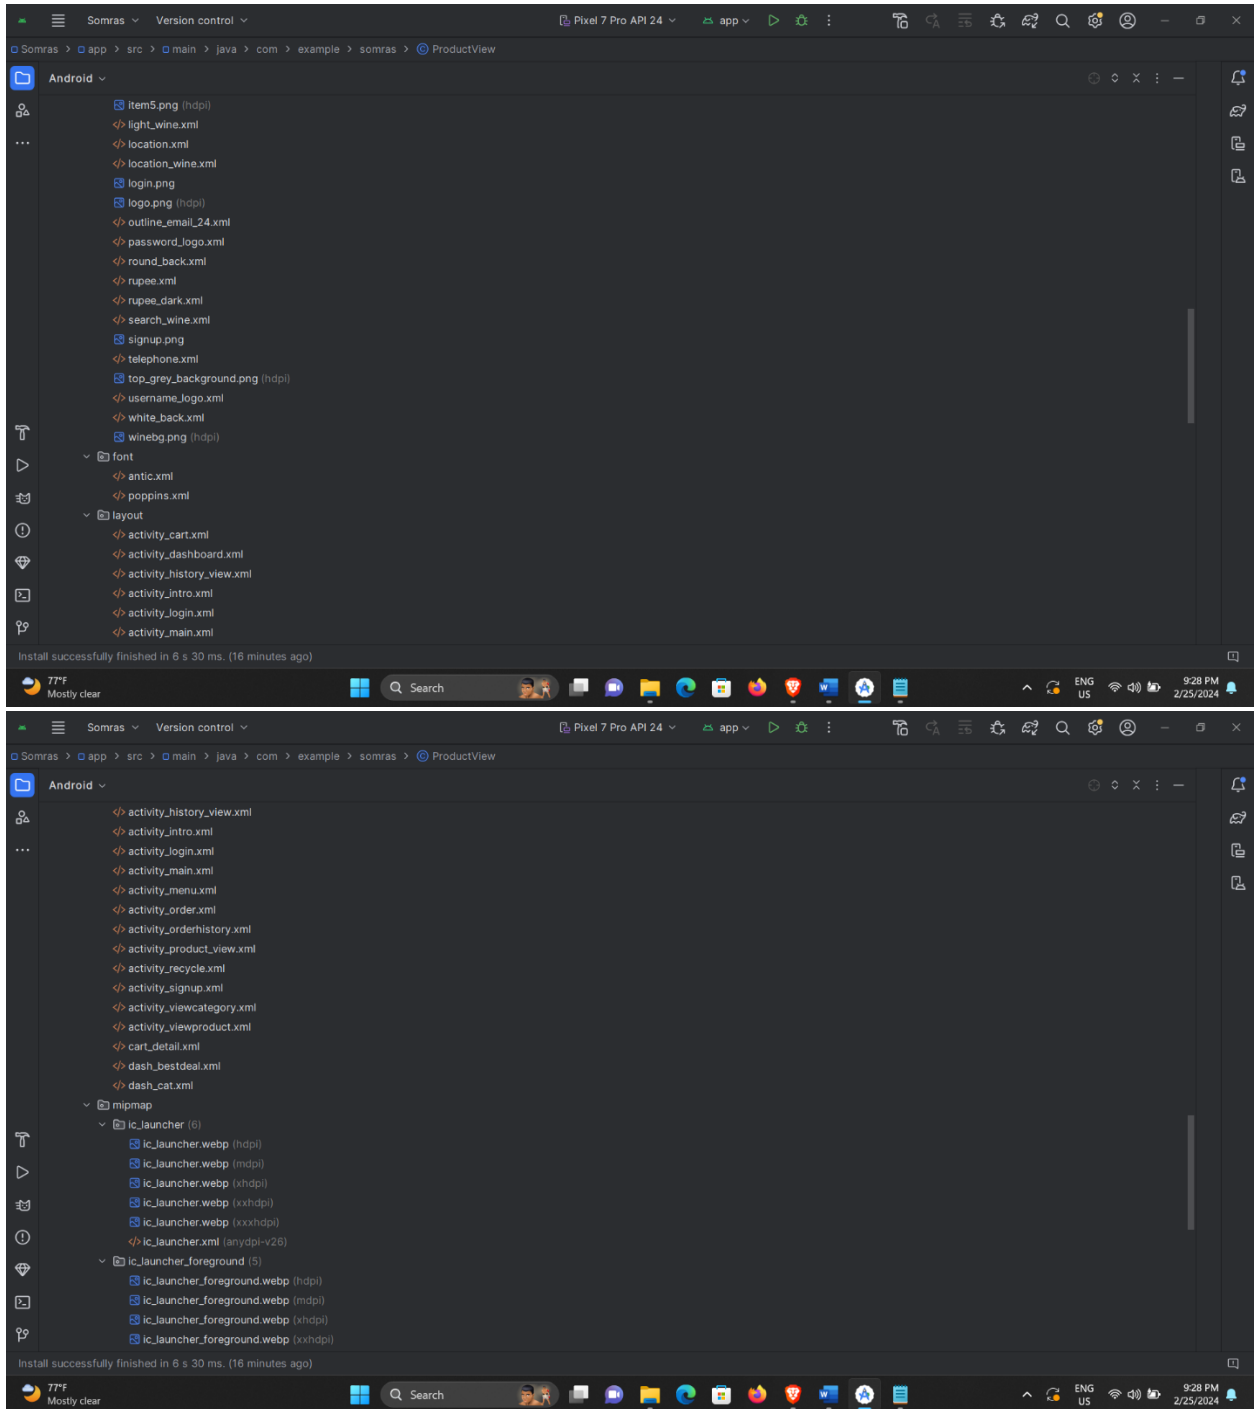 Somras Version control Pixel 7 Pro API 24 app
Somras > app > src > main > java > com > example > somras > ProductView
Android
item5.png (hdpi)
light_wine.xml
location.xml
location_wine.xml
login.png
logo.png (hdpi)
outline_email_24.xml
password_logo.xml
round_back.xml
rupee.xml
rupee_dark.xml
search_wine.xml
signup.png
telephone.xml
top_grey_background.png (hdpi)
username_logo.xml
white_back.xml
winebg.png (hdpi)
font
antic.xml
poppins.xml
layout
activity_cart.xml
activity_dashboard.xml
activity_history_view.xml
activity_intro.xml
activity_login.xml
activity_main.xml
Install successfully finished in 6 s 30 ms. (16 minutes ago)
77°F
Mostly clear
Search
ENG
US
9:28 PM
2/25/2024
Somras Version control Pixel 7 Pro API 24 app
Somras > app > src > main > java > com > example > somras > ProductView
Android
activity_history_view.xml
activity_intro.xml
activity_login.xml
activity_main.xml
activity_menu.xml
activity_order.xml
activity_orderhistory.xml
activity_product_view.xml
activity_recycle.xml
activity_signup.xml
activity_viewcategory.xml
activity_viewproduct.xml
cart_detail.xml
dash_bestdeal.xml
dash_cat.xml
mipmap
ic_launcher (6)
ic_launcher.webp (hdpi)
ic_launcher.webp (mdpi)
ic_launcher.webp (xhdpi)
ic_launcher.webp (xxhdpi)
ic_launcher.webp (xxxhdpi)
ic_launcher.xml (anydpi-v26)
ic_launcher_foreground (5)
ic_launcher_foreground.webp (hdpi)
ic_launcher_foreground.webp (mdpi)
ic_launcher_foreground.webp (xhdpi)
ic_launcher_foreground.webp (xxhdpi)
Install successfully finished in 6 s 30 ms. (16 minutes ago)
77°F
Mostly clear
Search
ENG
US
9:28 PM
2/25/2024